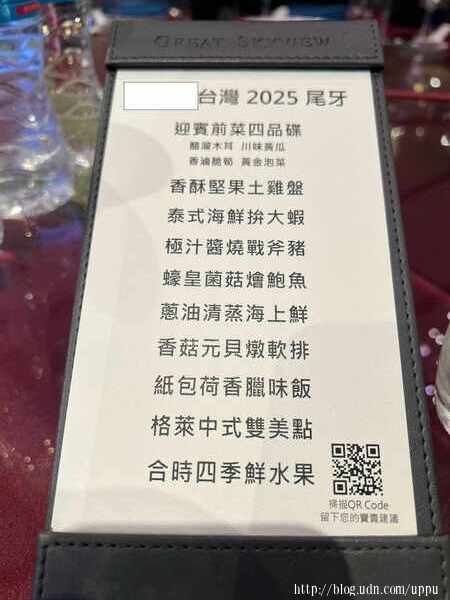 GREAT SKYVIEW
台灣 2025 尾牙
迎賓前菜四品碟
醋溜木耳 川味黃瓜
香滷脆筍 黃金泡菜
香酥堅果土雞盤
泰式海鮮拚大蝦
極汁醬燒戰斧豬
蠔皇菌菇燴鮑魚
蔥油清蒸海上鮮
香菇元貝燉軟排
紙包荷香臘味飯
格萊中式雙美點
合時四季鮮水果
掃描QR Code
留下您的寶貴建議
http://blog.udn.com/uppu